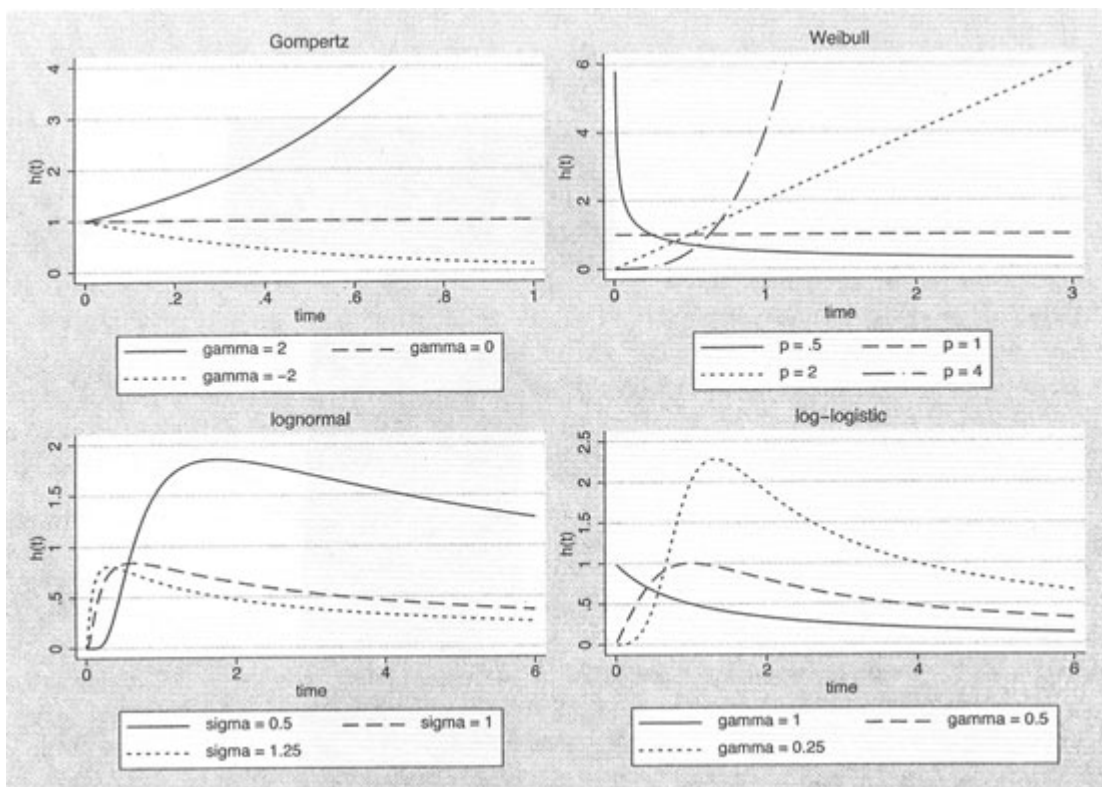 Gompertz
h(t)
4
3
2
1
0
0 .2 .4 .6 .8 1
time
gamma = 2 gamma = 0
gamma = −2
Weibull
h(t)
6
4
2
0
0 1 2 3
time
p = .5 p = 1
p = 2 p = 4
lognormal
h(t)
2
1.5
1
.5
0
0 2 4 6
time
sigma = 0.5 sigma = 1
sigma = 1.25
log−logistic
h(t)
2.5
2
1.5
1
.5
0
0 2 4 6
time
gamma = 1 gamma = 0.5
gamma = 0.25